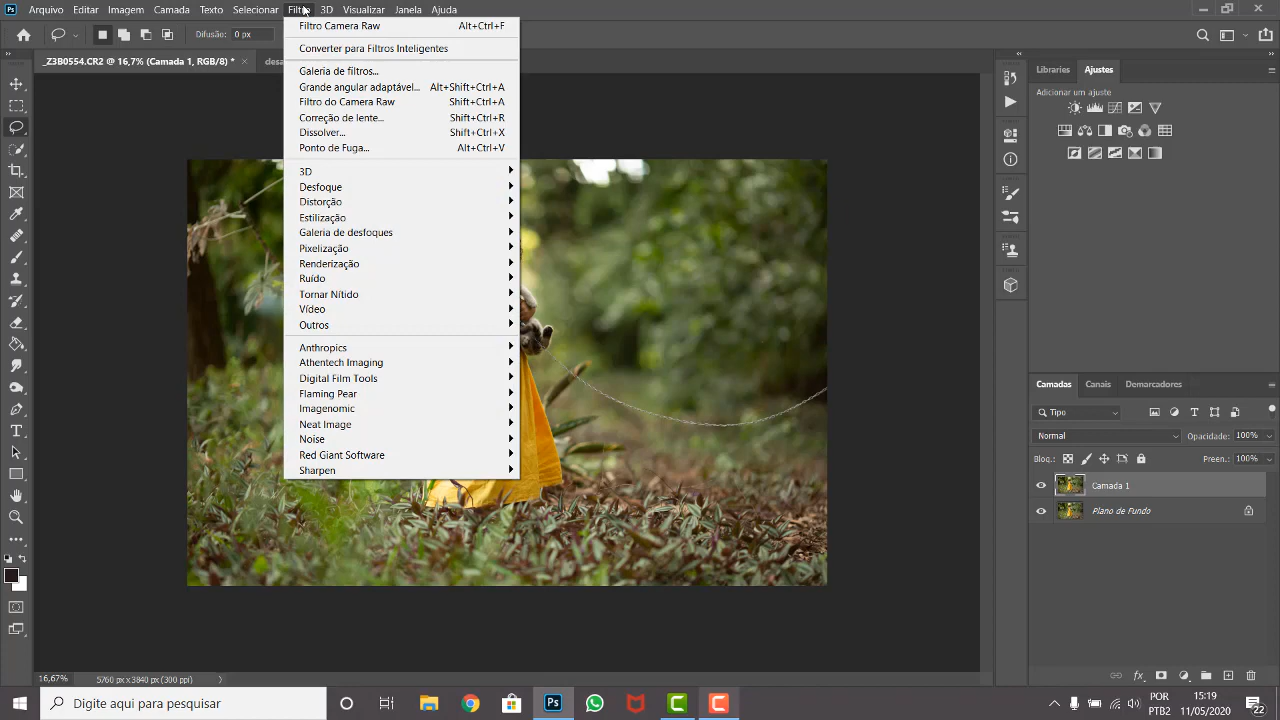 Ps Arquivo Editar Imagem Camada Texto Selecionar Filtro 3D Visualizar Janela Ajuda
Difusão: 0 px
_Z3B0554.CR2 @ 16,7% (Camada 1, RGB/8) * × desa
Filtro Camera Raw Alt+Ctrl+F
Converter para Filtros Inteligentes
Galeria de filtros...
Grande angular adaptável... Alt+Shift+Ctrl+A
Filtro do Camera Raw Shift+Ctrl+A
Correção de lente... Shift+Ctrl+R
Dissolver... Shift+Ctrl+X
Ponto de Fuga... Alt+Ctrl+V
3D
Desfoque
Distorção
Estilização
Galeria de desfoques
Pixelização
Renderização
Ruído
Tornar Nítido
Vídeo
Outros
Anthropics
Athentech Imaging
Digital Film Tools
Flaming Pear
Imagenomic
Neat Image
Noise
Red Giant Software
Sharpen
Libraries Ajustes
Adicionar um ajuste
Camadas Canais Demarcadores
Tipo
Normal Opacidade: 100%
Bloq.: Preen.: 100%
Camada 1
Plano de Fundo
16,67% 5760 px x 3840 px (300 ppi)
Digite aqui para pesquisar
Ps
POR
PTB2
15:19
11/05/2020
22